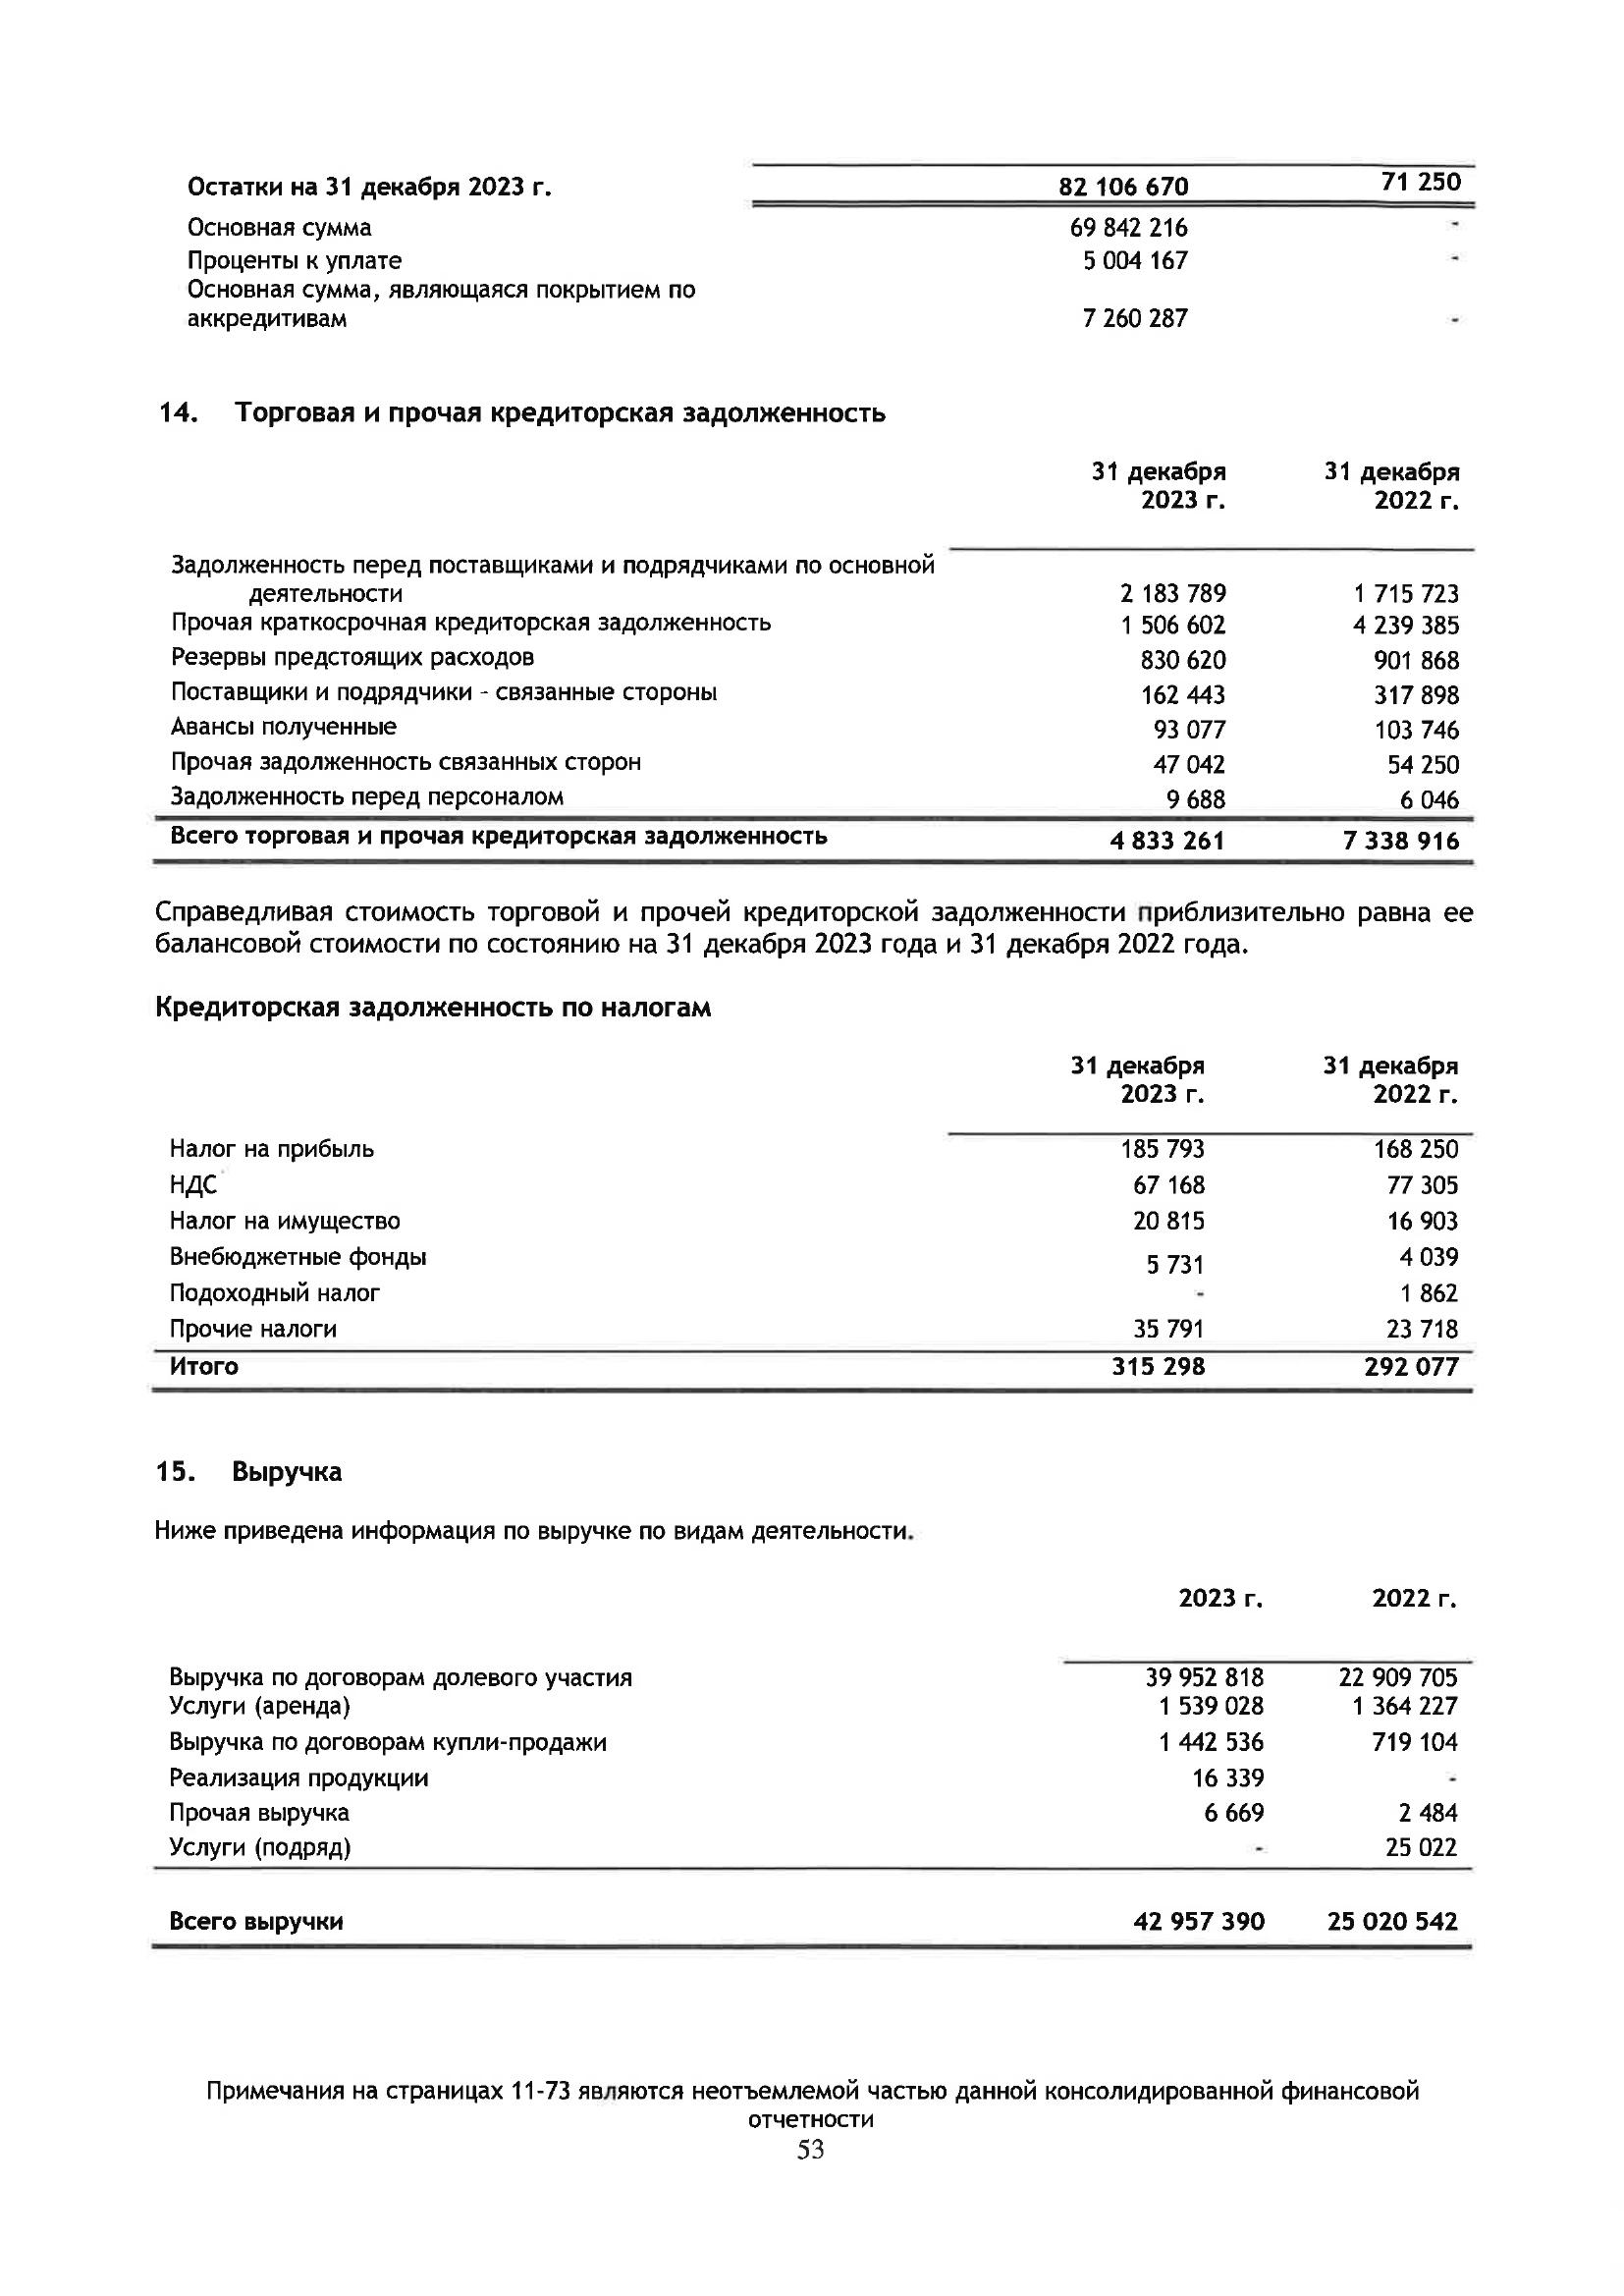 Остатки на 31 декабря 2023 г. 82 106 670 71 250
Основная сумма 69 842 216 -
Проценты к уплате 5 004 167 -
Основная сумма, являющаяся покрытием по
аккредитивам 7 260 287 -
14. Торговая и прочая кредиторская задолженность
31 декабря 31 декабря
2023 г. 2022 г.
Задолженность перед поставщиками и подрядчиками по основной
деятельности 2 183 789 1 715 723
Прочая краткосрочная кредиторская задолженность 1 506 602 4 239 385
Резервы предстоящих расходов 830 620 901 868
Поставщики и подрядчики - связанные стороны 162 443 317 898
Авансы полученные 93 077 103 746
Прочая задолженность связанных сторон 47 042 54 250
Задолженность перед персоналом 9 688 6 046
Всего торговая и прочая кредиторская задолженность 4 833 261 7 338 916
Справедливая стоимость торговой и прочей кредиторской задолженности приблизительно равна ее
балансовой стоимости по состоянию на 31 декабря 2023 года и 31 декабря 2022 года.
Кредиторская задолженность по налогам
31 декабря 31 декабря
2023 г. 2022 г.
Налог на прибыль 185 793 168 250
НДС 67 168 77 305
Налог на имущество 20 815 16 903
Внебюджетные фонды 5 731 4 039
Подоходный налог - 1 862
Прочие налоги 35 791 23 718
Итого 315 298 292 077
15. Выручка
Ниже приведена информация по выручке по видам деятельности.
2023 г. 2022 г.
Выручка по договорам долевого участия 39 952 818 22 909 705
Услуги (аренда) 1 539 028 1 364 227
Выручка по договорам купли-продажи 1 442 536 719 104
Реализация продукции 16 339 -
Прочая выручка 6 669 2 484
Услуги (подряд) - 25 022
Всего выручки 42 957 390 25 020 542
Примечания на страницах 11-73 являются неотъемлемой частью данной консолидированной финансовой
отчетности
53